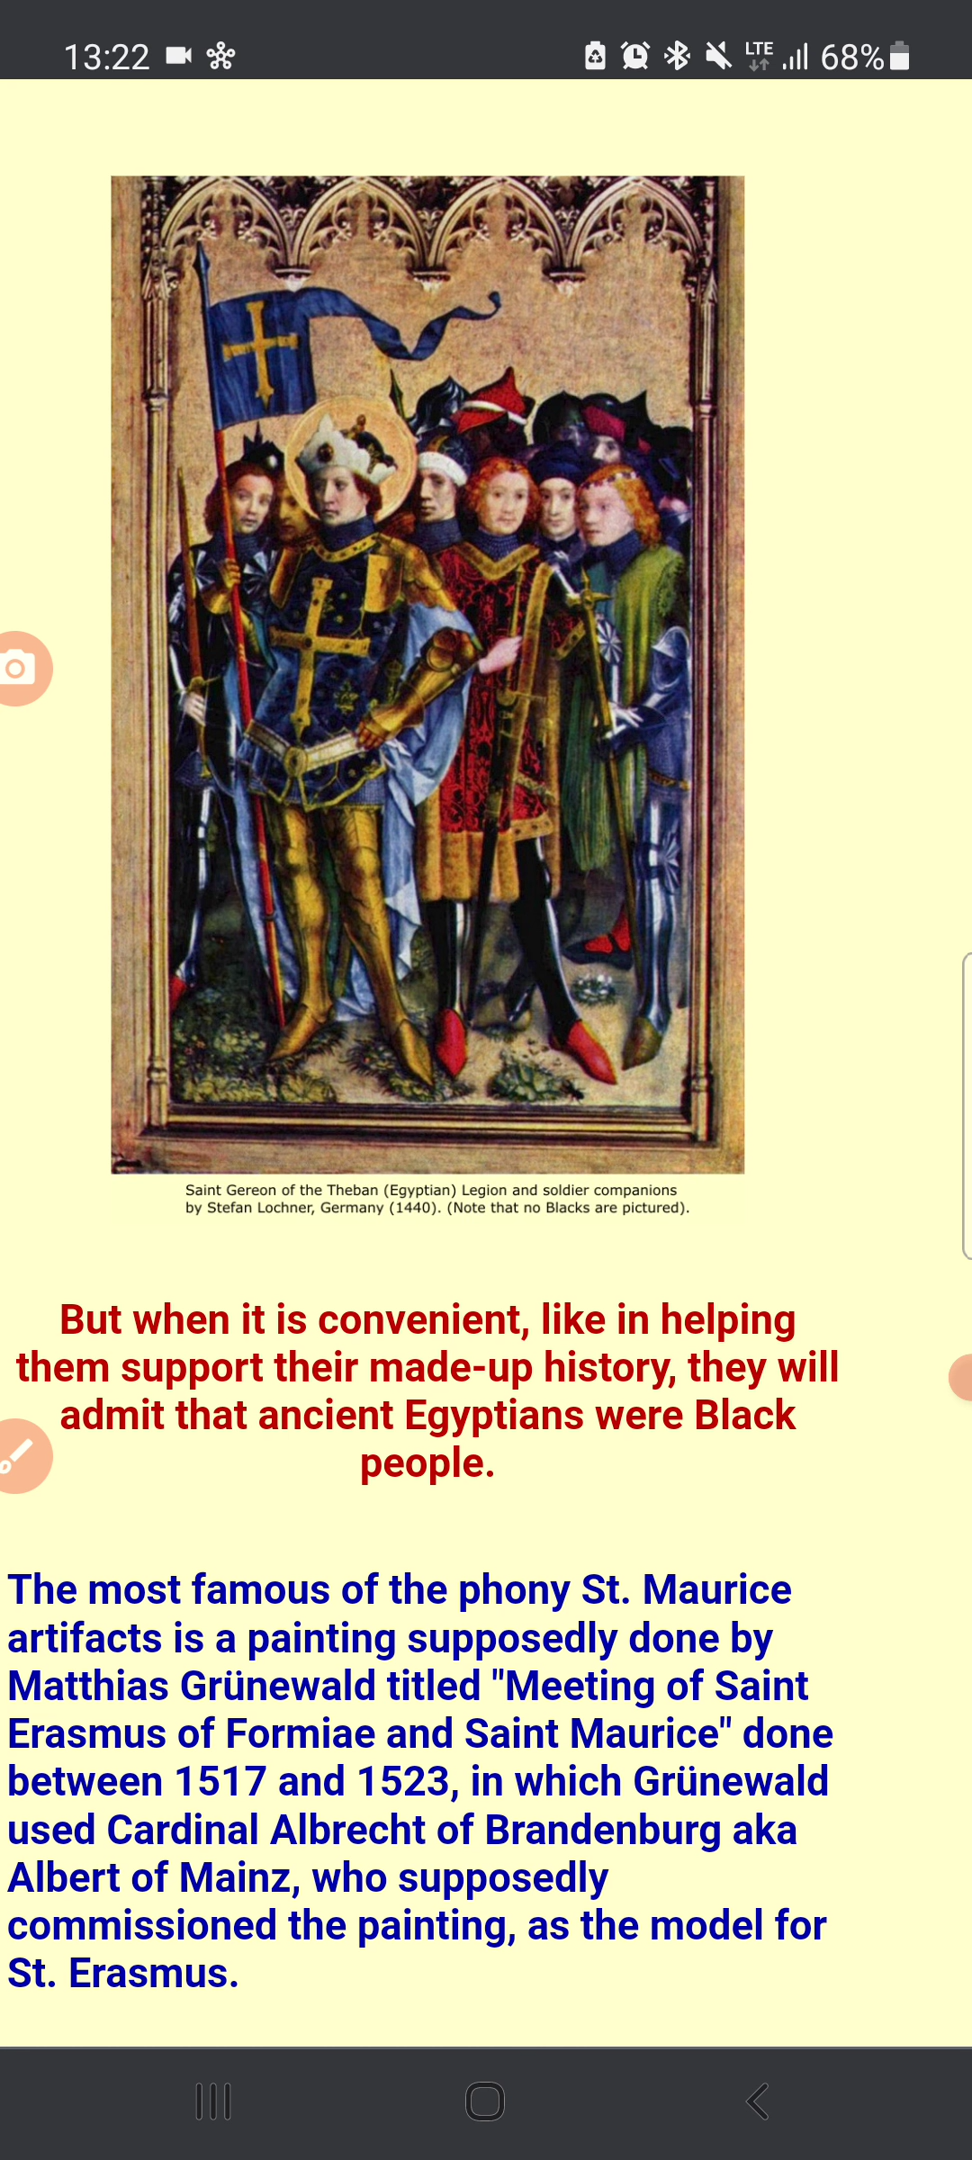 13:22
LTE
68%
Saint Gereon of the Theban (Egyptian) Legion and soldier companions
by Stefan Lochner, Germany (1440). (Note that no Blacks are pictured).
But when it is convenient, like in helping
them support their made-up history, they will
admit that ancient Egyptians were Black
people.
The most famous of the phony St. Maurice
artifacts is a painting supposedly done by
Matthias Grünewald titled "Meeting of Saint
Erasmus of Formiae and Saint Maurice" done
between 1517 and 1523, in which Grünewald
used Cardinal Albrecht of Brandenburg aka
Albert of Mainz, who supposedly
commissioned the painting, as the model for
St. Erasmus.